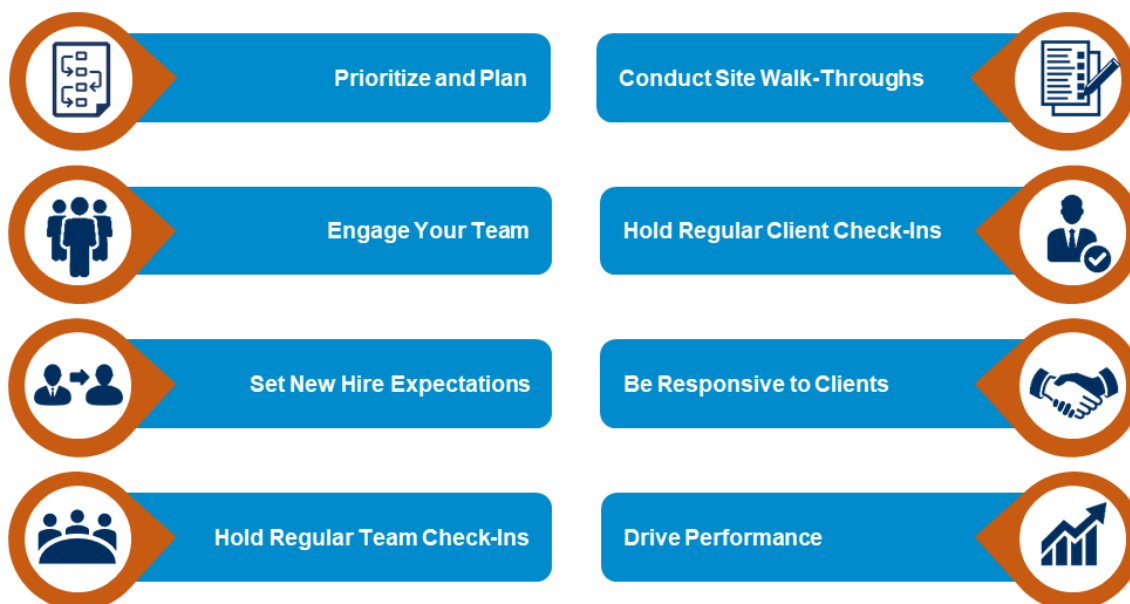 Prioritize and Plan
Conduct Site Walk-Throughs
Engage Your Team
Hold Regular Client Check-Ins
Set New Hire Expectations
Be Responsive to Clients
Hold Regular Team Check-Ins
Drive Performance